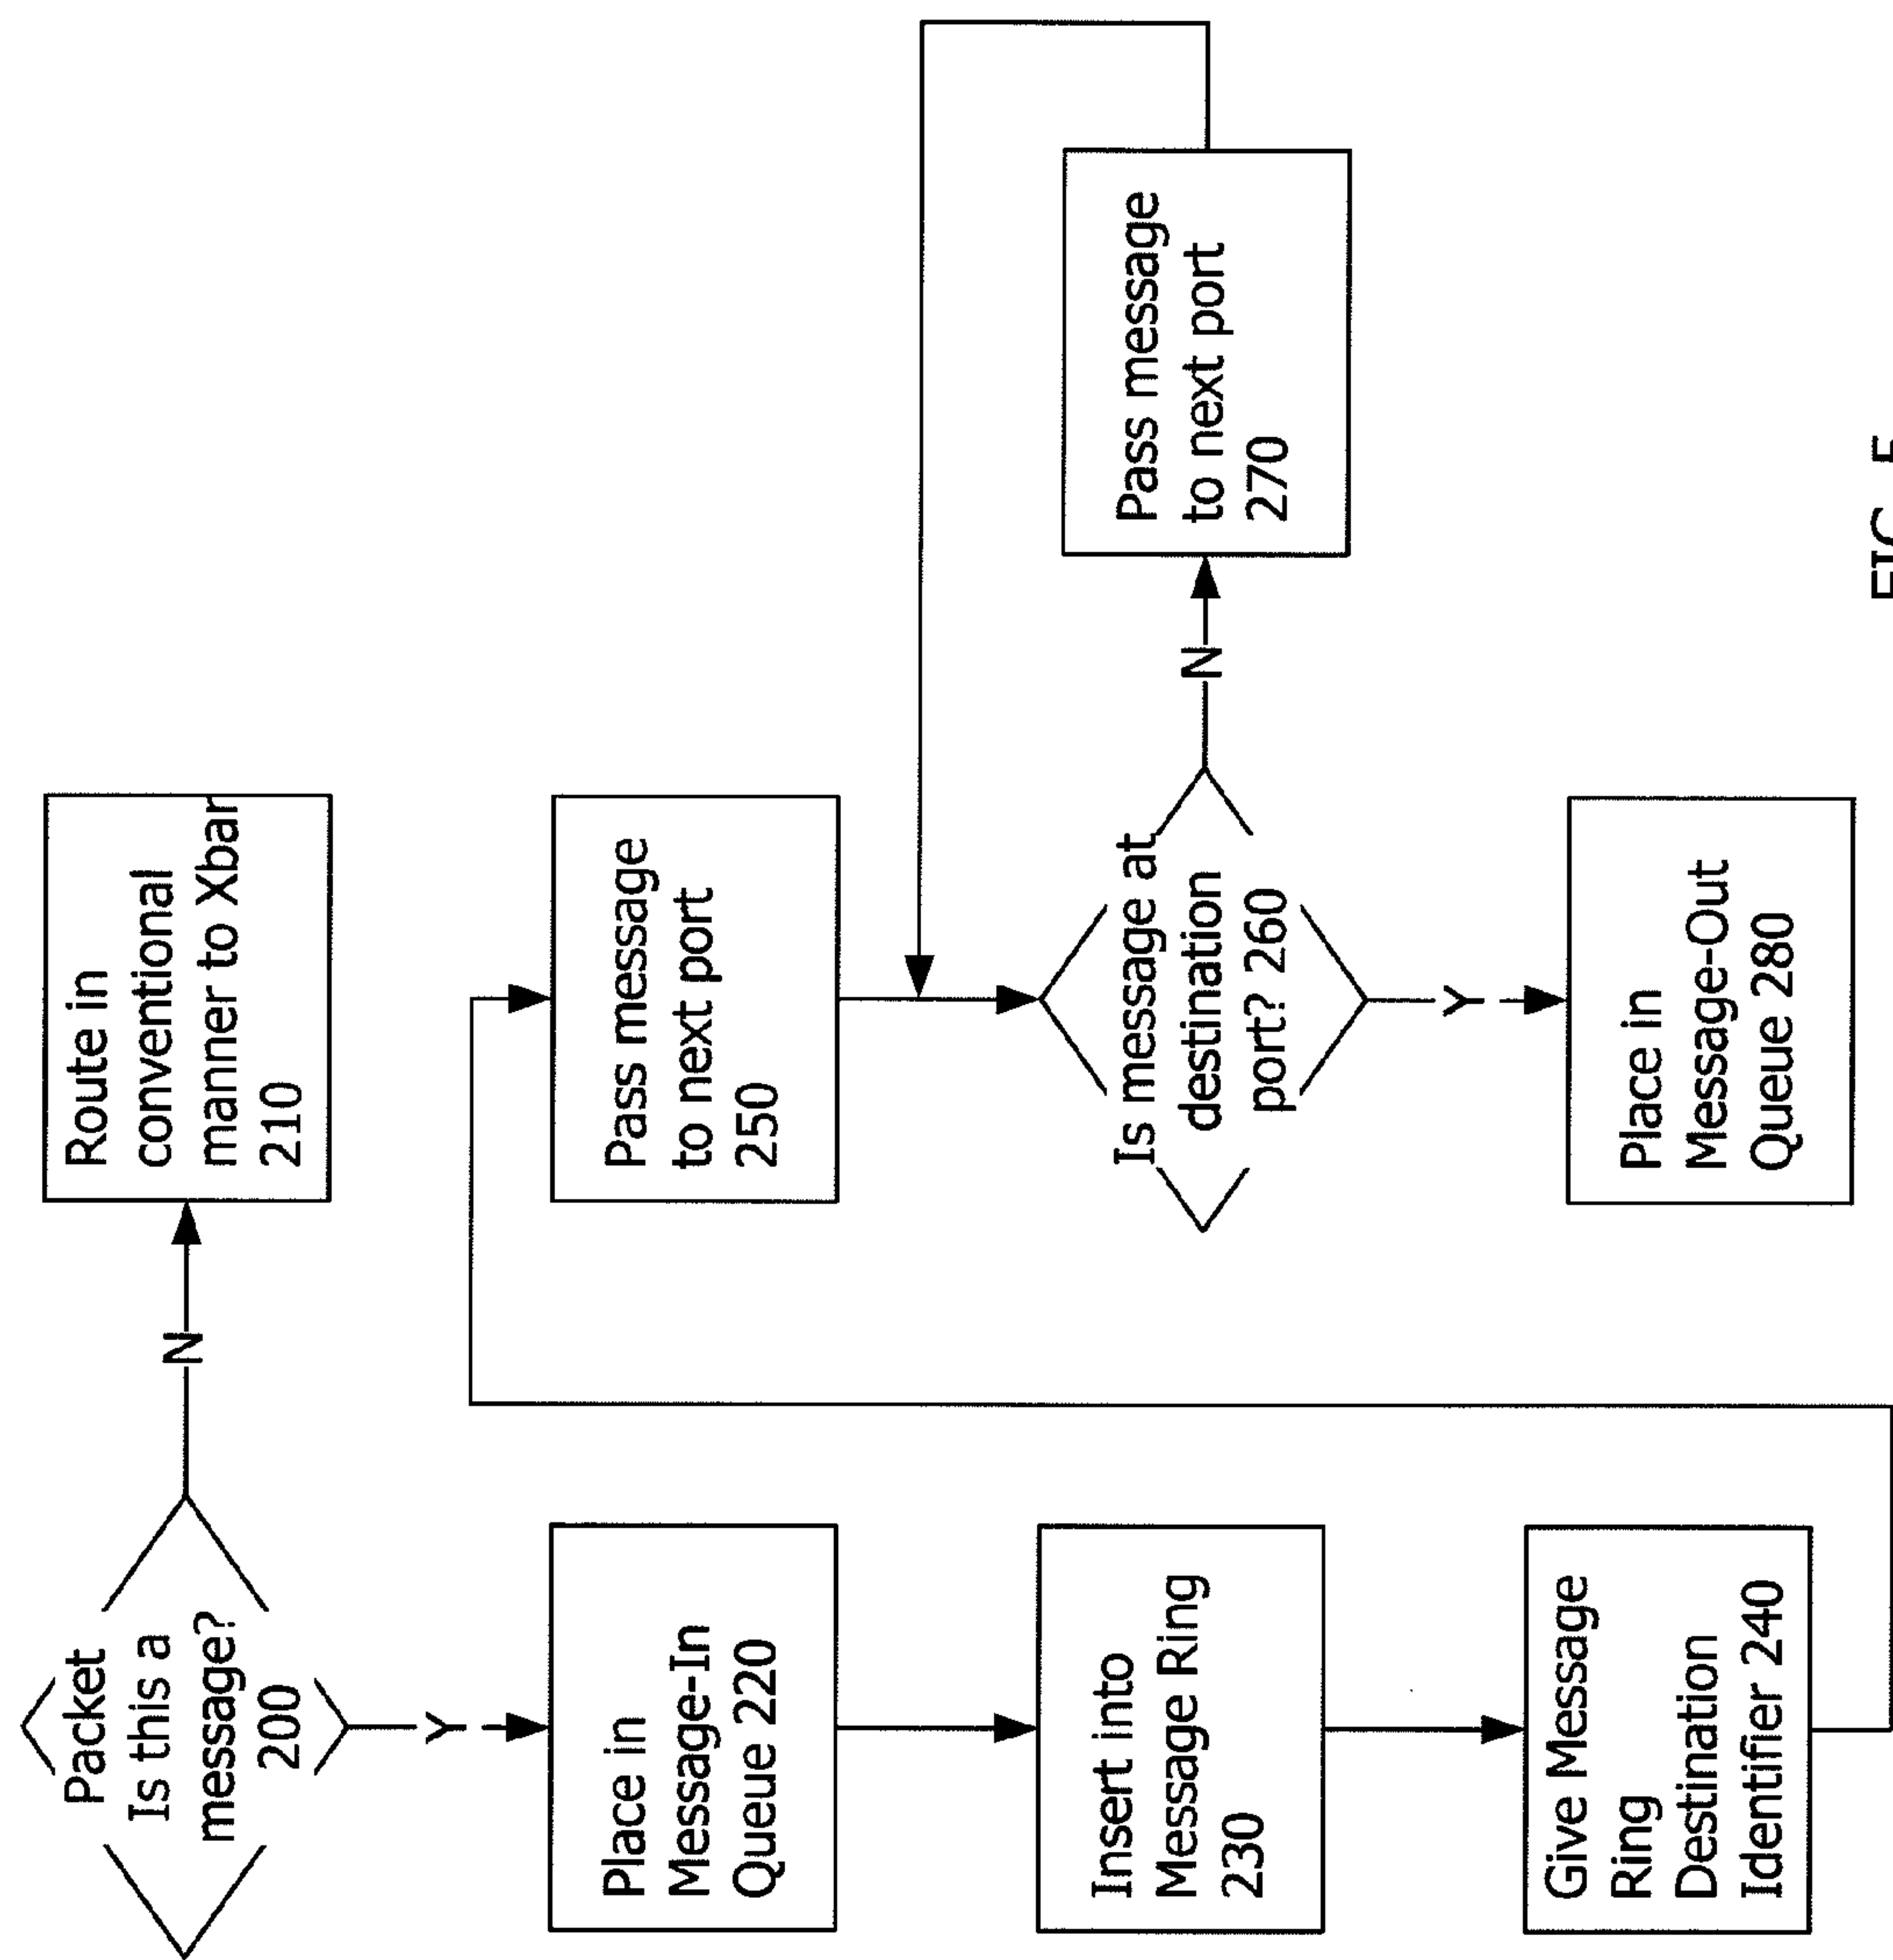 Packet
Is this a
message?
200
N
Route in
conventional
manner to Xbar
210
Y
Place in
Message-In
Queue 220
Insert into
Message Ring
230
Give Message
Ring
Destination
Identifier 240
Pass message
to next port
250
Is message at
destination
port? 260
N
Pass message
to next port
270
Y
Place in
Message-Out
Queue 280